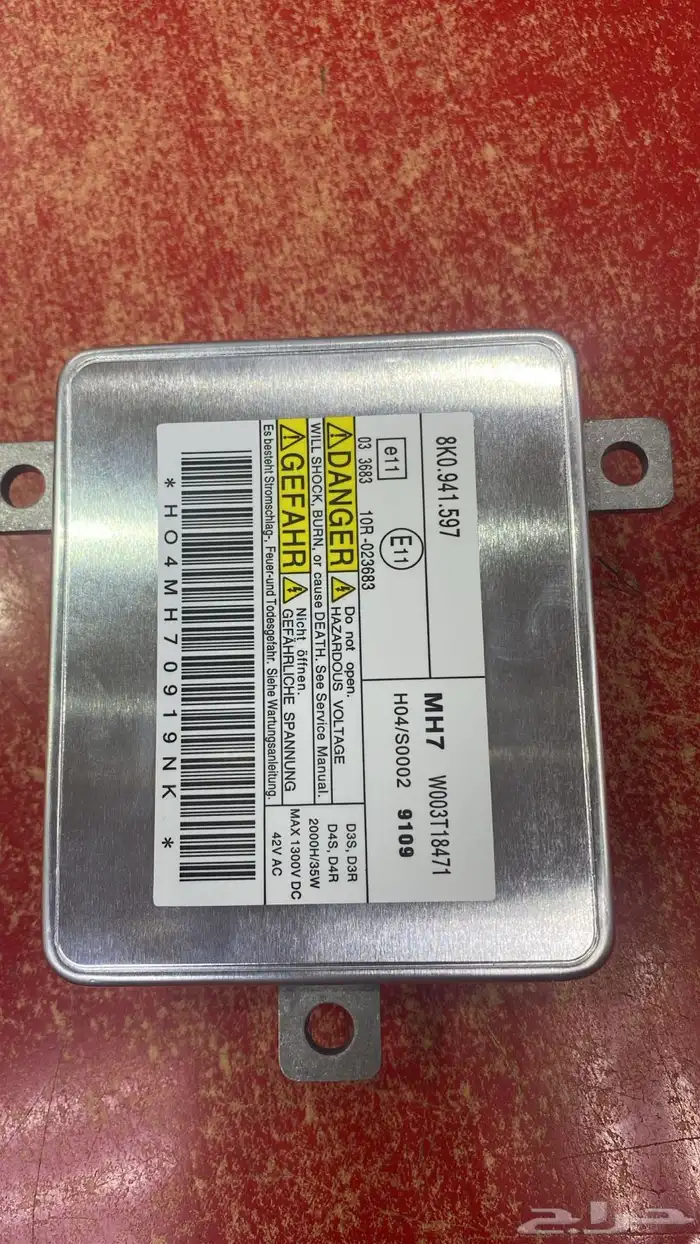 8K0.941.597
MH7 W003T18471
H04/S0002 9109
e11 E11
03 3683 10R-023683
DANGER Do not open.
HAZARDOUS VOLTAGE
WILL SHOCK, BURN, or cause DEATH. See Service Manual.
GEFAHR Nicht öffnen.
GEFÄHRLICHE SPANNUNG
Es besteht Stromschlag-, Feuer-und Todesgefahr. Siehe Wartungsanleitung.
D3S, D3R
D4S, D4R
2000H/35W
MAX 1300V DC
42V AC
*HO4MH70919NK*
حراج